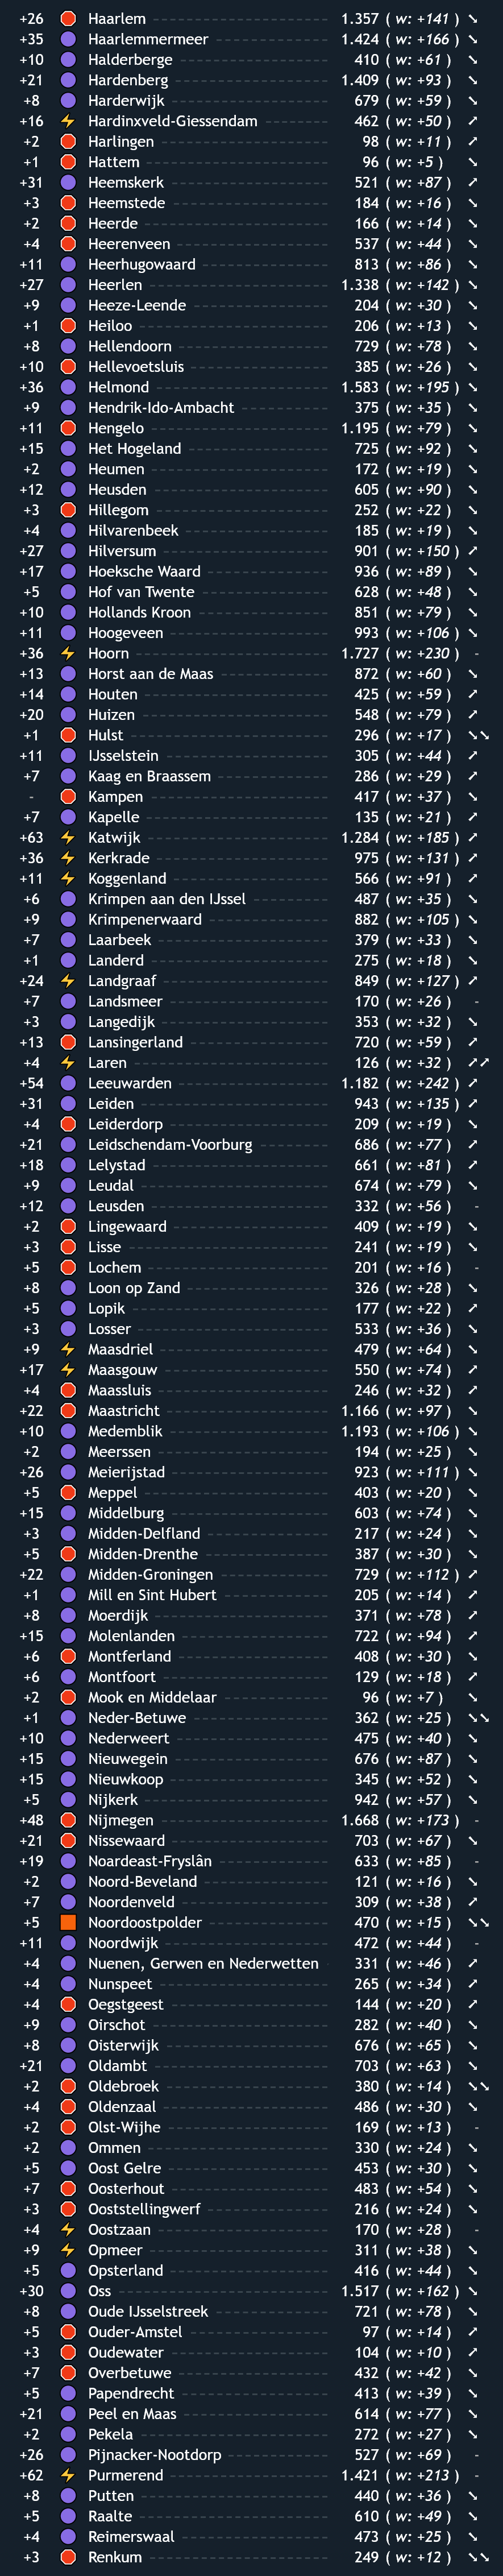 +26 Haarlem 1.357 ( w: +141 ) ↘
+35 Haarlemmermeer 1.424 ( w: +166 ) ↘
+10 Halderberge 410 ( w: +61 ) ↘
+21 Hardenberg 1.409 ( w: +93 ) ↘
+8 Harderwijk 679 ( w: +59 ) ↘
+16 Hardinxveld-Giessendam 462 ( w: +50 ) ↗
+2 Harlingen 98 ( w: +11 ) ↗
+1 Hattem 96 ( w: +5 ) ↘
+31 Heemskerk 521 ( w: +87 ) ↗
+3 Heemstede 184 ( w: +16 ) ↘
+2 Heerde 166 ( w: +14 ) ↘
+4 Heerenveen 537 ( w: +44 ) ↘
+11 Heerhugowaard 813 ( w: +86 ) ↘
+27 Heerlen 1.338 ( w: +142 ) ↘
+9 Heeze-Leende 204 ( w: +30 ) ↘
+1 Heiloo 206 ( w: +13 ) ↘
+8 Hellendoorn 729 ( w: +78 ) ↘
+10 Hellevoetsluis 385 ( w: +26 ) ↘
+36 Helmond 1.583 ( w: +195 ) ↘
+9 Hendrik-Ido-Ambacht 375 ( w: +35 ) ↘
+11 Hengelo 1.195 ( w: +79 ) ↘
+15 Het Hogeland 725 ( w: +92 ) ↘
+2 Heumen 172 ( w: +19 ) ↘
+12 Heusden 605 ( w: +90 ) ↘
+3 Hillegom 252 ( w: +22 ) ↘
+4 Hilvarenbeek 185 ( w: +19 ) ↘
+27 Hilversum 901 ( w: +150 ) ↗
+17 Hoeksche Waard 936 ( w: +89 ) ↘
+5 Hof van Twente 628 ( w: +48 ) ↘
+10 Hollands Kroon 851 ( w: +79 ) ↘
+11 Hoogeveen 993 ( w: +106 ) ↘
+36 Hoorn 1.727 ( w: +230 ) -
+13 Horst aan de Maas 872 ( w: +60 ) ↘
+14 Houten 425 ( w: +59 ) ↗
+20 Huizen 548 ( w: +79 ) ↗
+1 Hulst 296 ( w: +17 ) ↘↘
+11 IJsselstein 305 ( w: +44 ) ↗
+7 Kaag en Braassem 286 ( w: +29 ) ↗
- Kampen 417 ( w: +37 ) ↘
+7 Kapelle 135 ( w: +21 ) ↗
+63 Katwijk 1.284 ( w: +185 ) ↗
+36 Kerkrade 975 ( w: +131 ) ↗
+11 Koggenland 566 ( w: +91 ) ↗
+6 Krimpen aan den IJssel 487 ( w: +35 ) ↘
+9 Krimpenerwaard 882 ( w: +105 ) ↘
+7 Laarbeek 379 ( w: +33 ) ↘
+1 Landerd 275 ( w: +18 ) ↘
+24 Landgraaf 849 ( w: +127 ) ↗
+7 Landsmeer 170 ( w: +26 ) -
+3 Langedijk 353 ( w: +32 ) ↘
+13 Lansingerland 720 ( w: +59 ) ↗
+4 Laren 126 ( w: +32 ) ↗↗
+54 Leeuwarden 1.182 ( w: +242 ) ↗
+31 Leiden 943 ( w: +135 ) ↗
+4 Leiderdorp 209 ( w: +19 ) ↘
+21 Leidschendam-Voorburg 686 ( w: +77 ) ↗
+18 Lelystad 661 ( w: +81 ) ↗
+9 Leudal 674 ( w: +79 ) ↘
+12 Leusden 332 ( w: +56 ) -
+2 Lingewaard 409 ( w: +19 ) ↘
+3 Lisse 241 ( w: +19 ) ↘
+5 Lochem 201 ( w: +16 ) -
+8 Loon op Zand 326 ( w: +28 ) ↘
+5 Lopik 177 ( w: +22 ) ↗
+3 Losser 533 ( w: +36 ) ↘
+9 Maasdriel 479 ( w: +64 ) ↘
+17 Maasgouw 550 ( w: +74 ) ↗
+4 Maassluis 246 ( w: +32 ) ↗
+22 Maastricht 1.166 ( w: +97 ) ↘
+10 Medemblik 1.193 ( w: +106 ) ↘
+2 Meerssen 194 ( w: +25 ) ↘
+26 Meierijstad 923 ( w: +111 ) ↘
+5 Meppel 403 ( w: +20 ) ↘
+15 Middelburg 603 ( w: +74 ) ↘
+3 Midden-Delfland 217 ( w: +24 ) ↘
+5 Midden-Drenthe 387 ( w: +30 ) ↘
+22 Midden-Groningen 729 ( w: +112 ) ↗
+1 Mill en Sint Hubert 205 ( w: +14 ) ↗
+8 Moerdijk 371 ( w: +78 ) ↗
+15 Molenlanden 722 ( w: +94 ) ↗
+6 Montferland 408 ( w: +30 ) ↘
+6 Montfoort 129 ( w: +18 ) ↗
+2 Mook en Middelaar 96 ( w: +7 ) ↘
+1 Neder-Betuwe 362 ( w: +25 ) ↘↘
+10 Nederweert 475 ( w: +40 ) ↘
+15 Nieuwegein 676 ( w: +87 ) ↘
+15 Nieuwkoop 345 ( w: +52 ) ↘
+5 Nijkerk 942 ( w: +57 ) ↘
+48 Nijmegen 1.668 ( w: +173 ) -
+21 Nissewaard 703 ( w: +67 ) ↘
+19 Noardeast-Fryslân 633 ( w: +85 ) -
+2 Noord-Beveland 121 ( w: +16 ) ↘
+7 Noordenveld 309 ( w: +38 ) ↗
+5 Noordoostpolder 470 ( w: +15 ) ↘↘
+11 Noordwijk 472 ( w: +44 ) -
+4 Nuenen, Gerwen en Nederwetten 331 ( w: +46 ) ↗
+4 Nunspeet 265 ( w: +34 ) ↗
+4 Oegstgeest 144 ( w: +20 ) ↗
+9 Oirschot 282 ( w: +40 ) ↘
+8 Oisterwijk 676 ( w: +65 ) ↘
+21 Oldambt 703 ( w: +63 ) ↘
+2 Oldebroek 380 ( w: +14 ) ↘↘
+4 Oldenzaal 486 ( w: +30 ) ↘
+2 Olst-Wijhe 169 ( w: +13 ) -
+2 Ommen 330 ( w: +24 ) ↘
+5 Oost Gelre 453 ( w: +30 ) ↘
+7 Oosterhout 483 ( w: +54 ) ↘
+3 Ooststellingwerf 216 ( w: +24 ) ↘
+4 Oostzaan 170 ( w: +28 ) -
+9 Opmeer 311 ( w: +38 ) ↘
+5 Opsterland 416 ( w: +44 ) ↘
+30 Oss 1.517 ( w: +162 ) ↘
+8 Oude IJsselstreek 721 ( w: +78 ) ↘
+5 Ouder-Amstel 97 ( w: +14 ) ↗
+3 Oudewater 104 ( w: +10 ) ↗
+7 Overbetuwe 432 ( w: +42 ) ↘
+5 Papendrecht 413 ( w: +39 ) ↘
+21 Peel en Maas 614 ( w: +77 ) ↘
+2 Pekela 272 ( w: +27 ) ↘
+26 Pijnacker-Nootdorp 527 ( w: +69 ) -
+62 Purmerend 1.421 ( w: +213 ) -
+8 Putten 440 ( w: +36 ) ↘
+5 Raalte 610 ( w: +49 ) ↘
+4 Reimerswaal 473 ( w: +25 ) ↘
+3 Renkum 249 ( w: +12 ) ↘↘